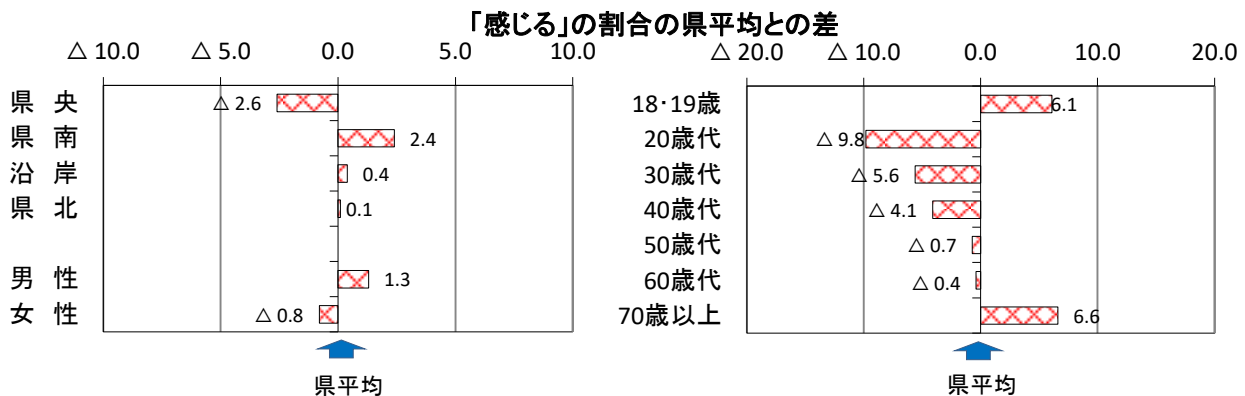 「感じる」の割合の県平均との差
△ 10.0 △ 5.0 0.0 5.0 10.0
県 央 △ 2.6
県 南 2.4
沿 岸 0.4
県 北 0.1
男 性 1.3
女 性 △ 0.8
県平均
△ 20.0 △ 10.0 0.0 10.0 20.0
18･19歳 6.1
20歳代 △ 9.8
30歳代 △ 5.6
40歳代 △ 4.1
50歳代 △ 0.7
60歳代 △ 0.4
70歳以上 6.6
県平均